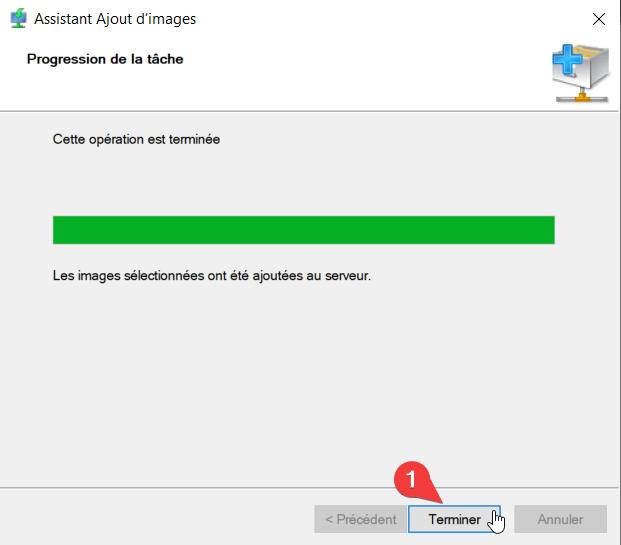 Assistant Ajout d'images
Progression de la tâche
Cette opération est terminée
Les images sélectionnées ont été ajoutées au serveur.
1
< Précédent
Terminer
Annuler